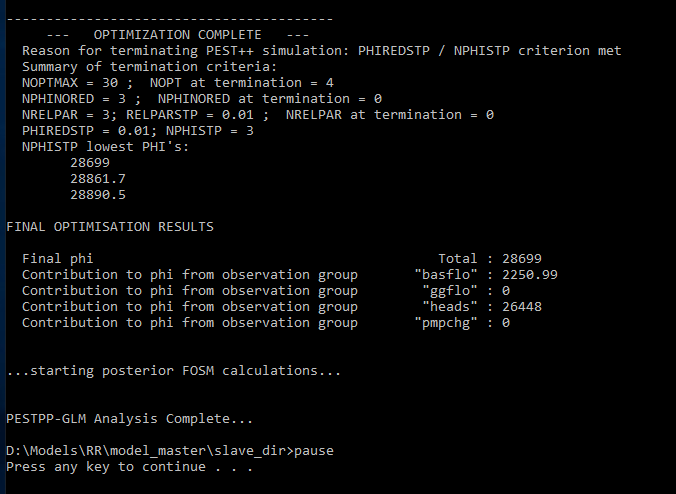 -----------------------------------------
---   OPTIMIZATION COMPLETE   ---
Reason for terminating PEST++ simulation: PHIREDSTP / NPHISTP criterion met
Summary of termination criteria:
NOPTMAX = 30 ;  NOPT at termination = 4
NPHINORED = 3 ;  NPHINORED at termination = 0
NRELPAR = 3; RELPARSTP = 0.01 ;  NRELPAR at termination = 0
PHIREDSTP = 0.01; NPHISTP = 3
NPHISTP lowest PHI's:
28699
28861.7
28890.5
FINAL OPTIMISATION RESULTS
Final phi                                           Total : 28699
Contribution to phi from observation group       "basflo" : 2250.99
Contribution to phi from observation group        "ggflo" : 0
Contribution to phi from observation group        "heads" : 26448
Contribution to phi from observation group       "pmpchg" : 0
...starting posterior FOSM calculations...
PESTPP-GLM Analysis Complete...
D:\Models\RR\model_master\slave_dir>pause
Press any key to continue . . .